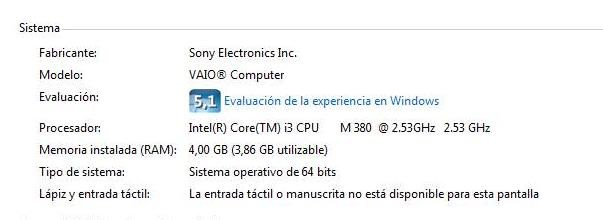 Sistema
Fabricante: Sony Electronics Inc.
Modelo: VAIO® Computer
Evaluación: 5,1 Evaluación de la experiencia en Windows
Procesador: Intel(R) Core(TM) i3 CPU M 380 @ 2.53GHz 2.53 GHz
Memoria instalada (RAM): 4,00 GB (3,86 GB utilizable)
Tipo de sistema: Sistema operativo de 64 bits
Lápiz y entrada táctil: La entrada táctil o manuscrita no está disponible para esta pantalla